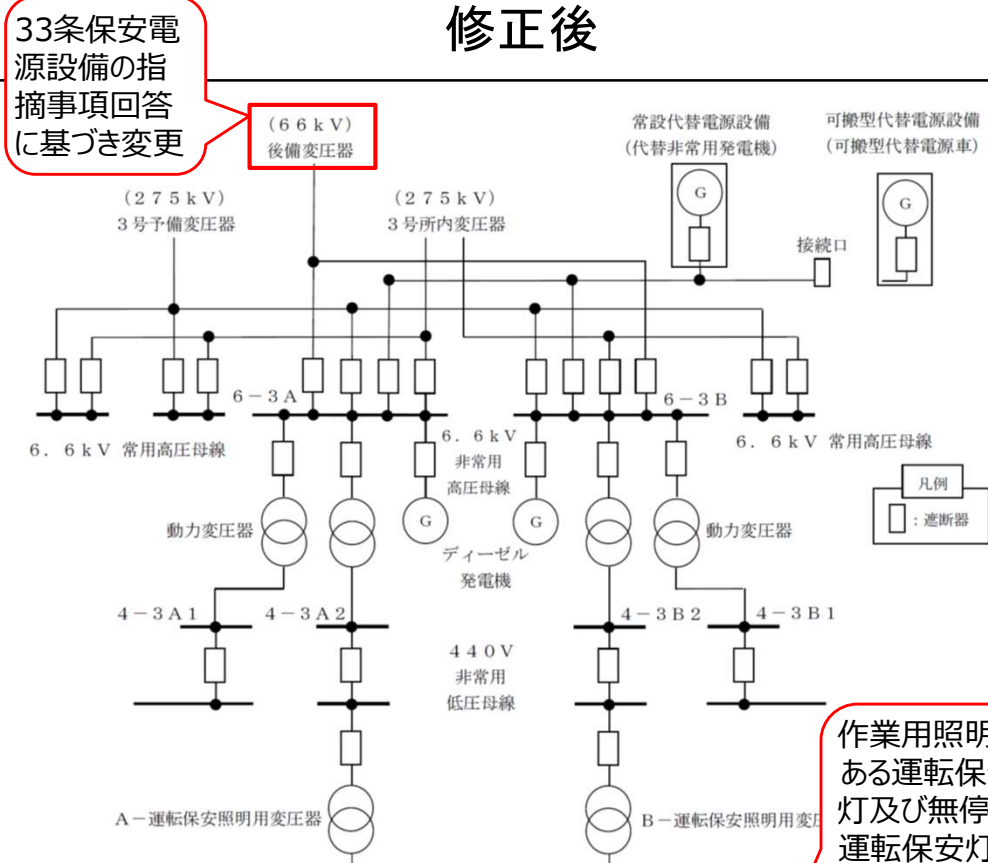 修正後
33条保安電
源設備の指
摘事項回答
に基づき変更
(66kV)
後備変圧器
常設代替電源設備
(代替非常用発電機)
可搬型代替電源設備
(可搬型代替電源車)
G
G
(275kV)
3号予備変圧器
(275kV)
3号所内変圧器
接続口
6-3A
6-3B
6.6kV 常用高圧母線
6.6kV
非常用
高圧母線
6.6kV 常用高圧母線
凡例
:遮断器
動力変圧器
G
G
動力変圧器
ディーゼル
発電機
4-3A1
4-3A2
4-3B2
4-3B1
440V
非常用
低圧母線
作業用照明
ある運転保
灯及び無停
運転保安灯
A-運転保安照明用変圧器
B-運転保安照明用変圧